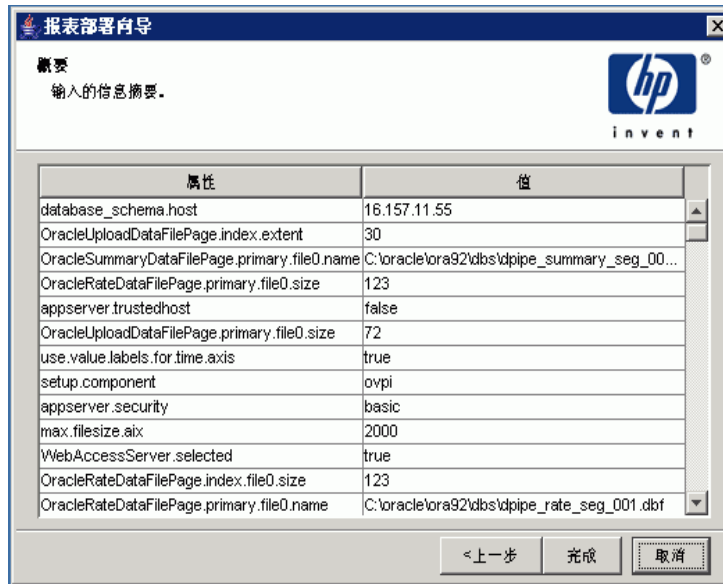 报表部署向导
概要
输入的信息摘要。
hp
®
invent
属性 值
database_schema.host 16.157.11.55
OracleUploadDataFilePage.index.extent 30
OracleSummaryDataFilePage.primary.file0.name C:\oracle\ora92\dbs\dpipe_summary_seg_00...
OracleRateDataFilePage.primary.file0.size 123
appserver.trustedhost false
OracleUploadDataFilePage.primary.file0.size 72
use.value.labels.for.time.axis true
setup.component ovpi
appserver.security basic
max.filesize.aix 2000
WebAccessServer.selected true
OracleRateDataFilePage.index.file0.size 123
OracleRateDataFilePage.primary.file0.name C:\oracle\ora92\dbs\dpipe_rate_seg_001.dbf
<上一步 完成 取消